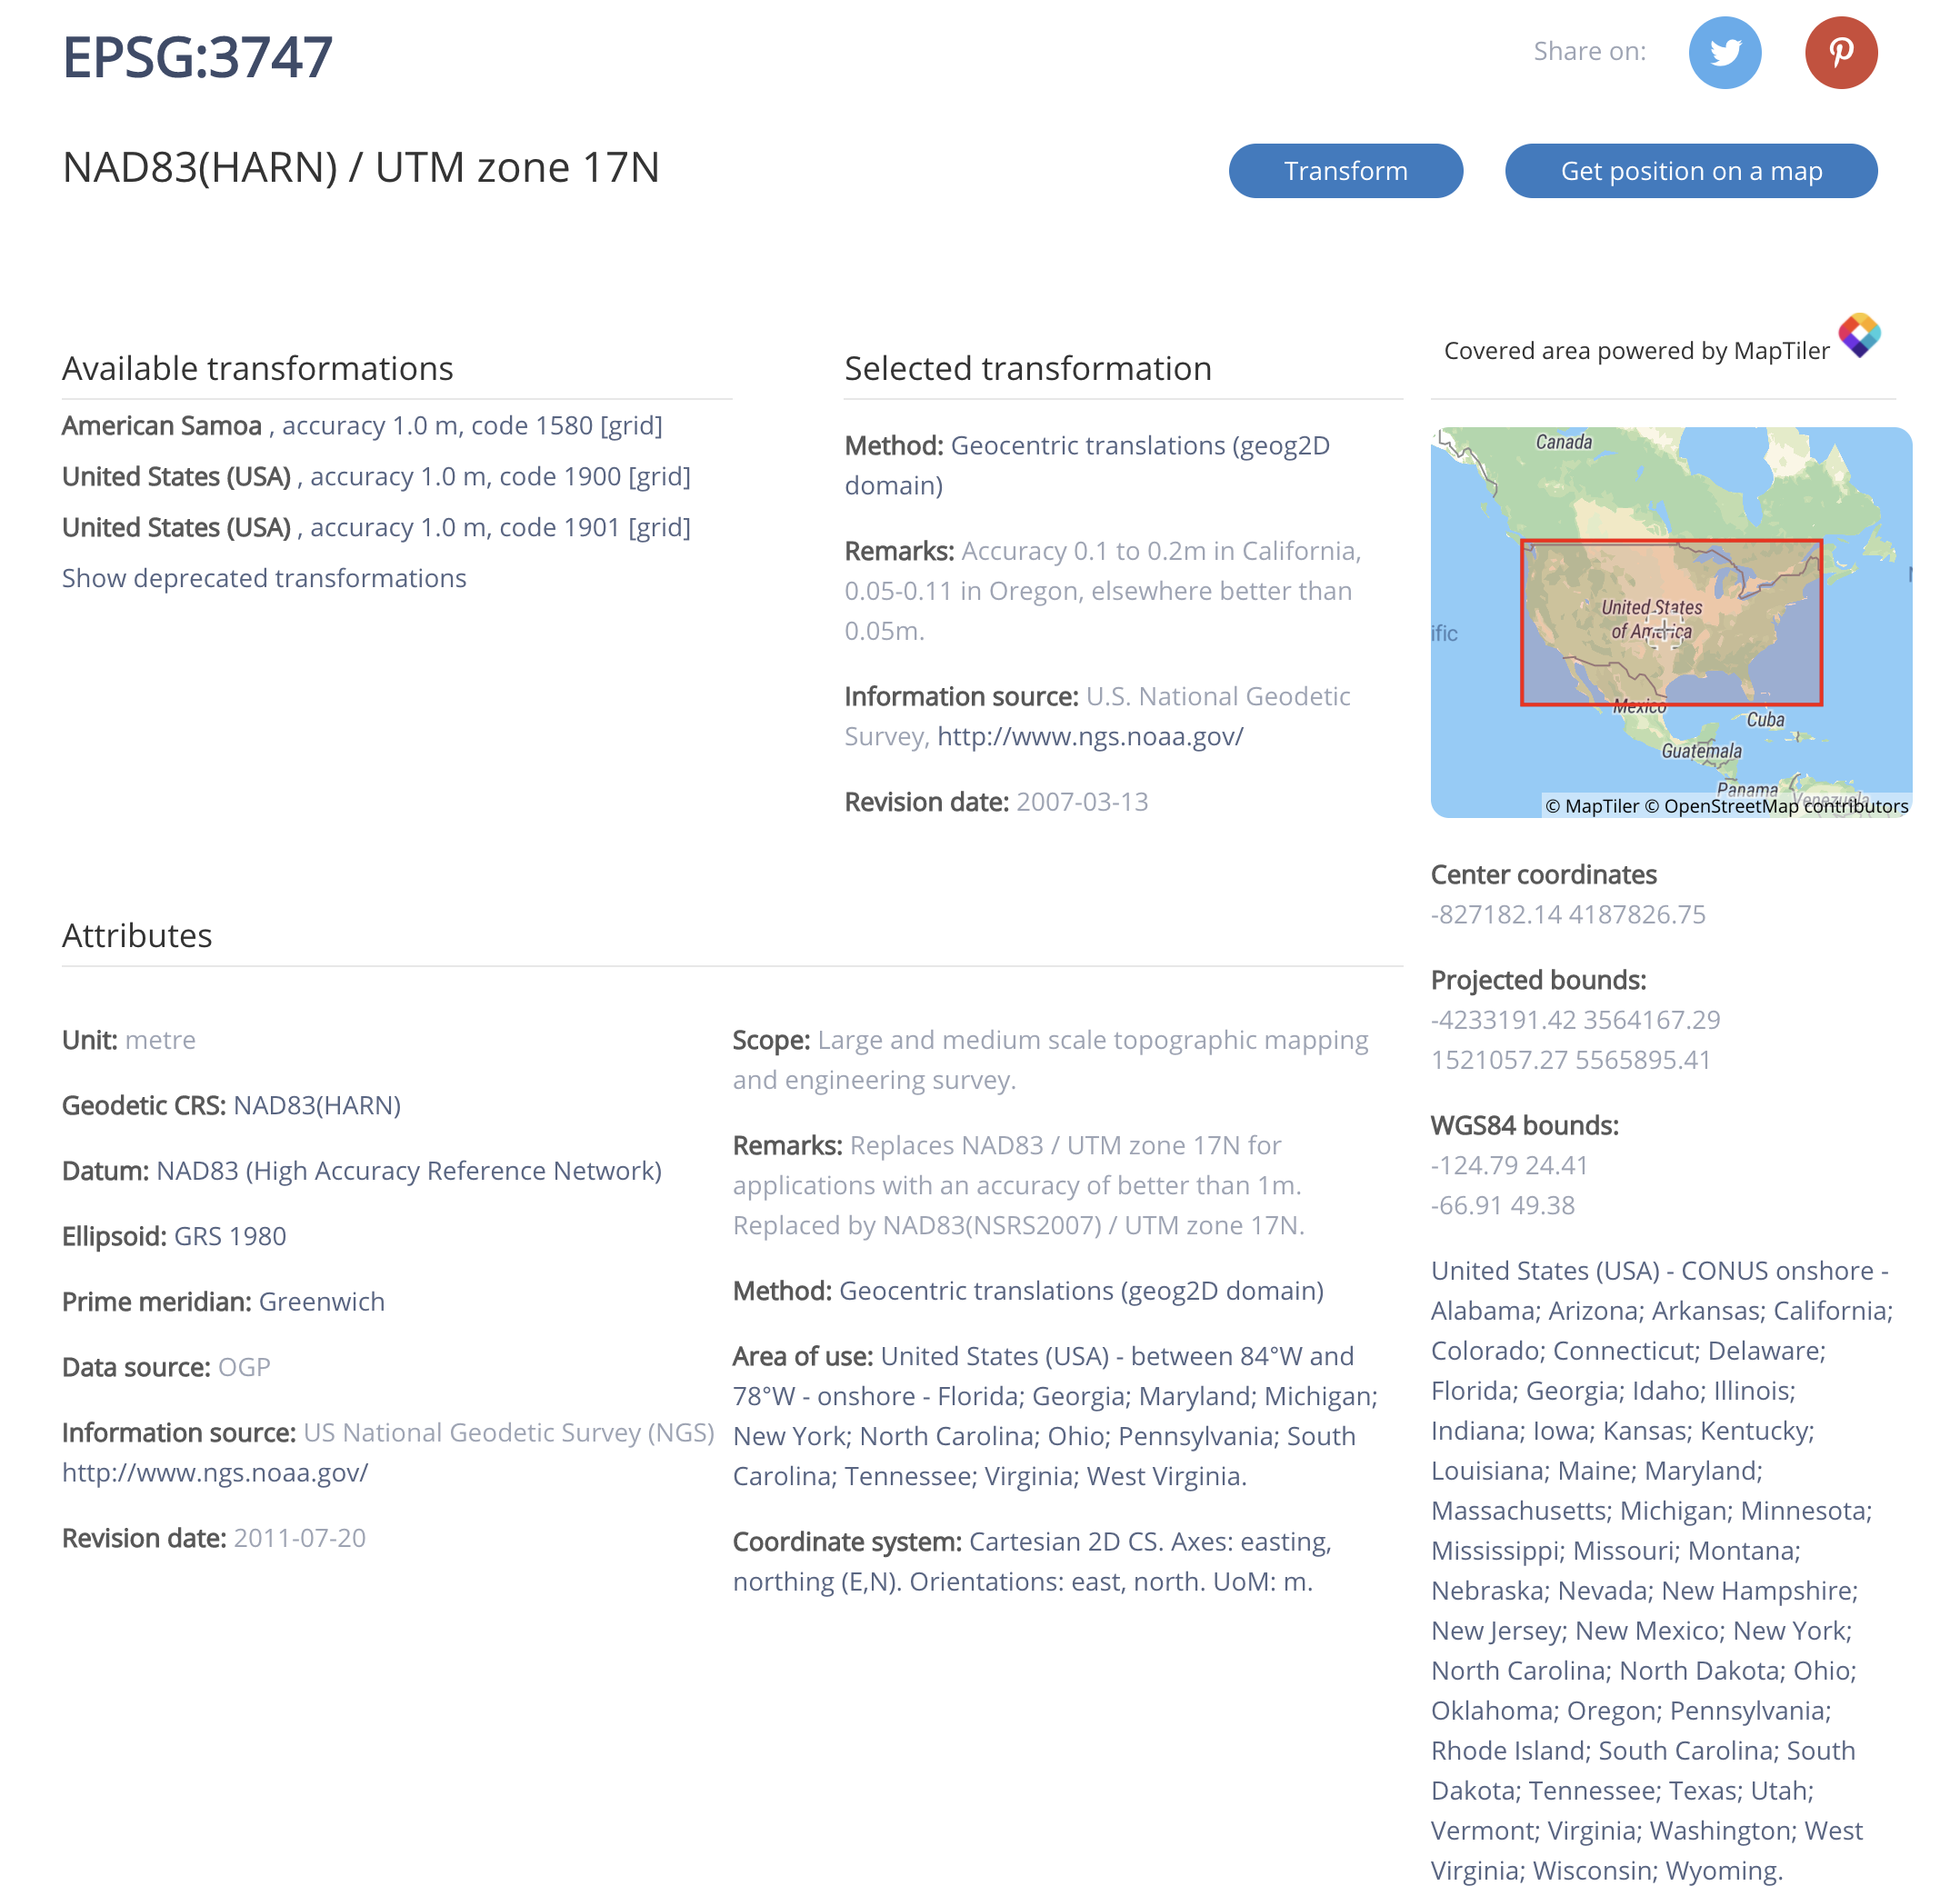 EPSG:3747
Share on:
NAD83(HARN) / UTM zone 17N
Transform
Get position on a map
Available transformations
American Samoa , accuracy 1.0 m, code 1580 [grid]
United States (USA) , accuracy 1.0 m, code 1900 [grid]
United States (USA) , accuracy 1.0 m, code 1901 [grid]
Show deprecated transformations
Selected transformation
Method: Geocentric translations (geog2D
domain)
Remarks: Accuracy 0.1 to 0.2m in California,
0.05-0.11 in Oregon, elsewhere better than
0.05m.
Information source: U.S. National Geodetic
Survey, http://www.ngs.noaa.gov/
Revision date: 2007-03-13
Covered area powered by MapTiler
Canada
United States
of America
ific
Mexico
Cuba
Guatemala
Panama
Venezuela
© MapTiler © OpenStreetMap contributors
Center coordinates
-827182.14 4187826.75
Projected bounds:
-4233191.42 3564167.29
1521057.27 5565895.41
WGS84 bounds:
-124.79 24.41
-66.91 49.38
United States (USA) - CONUS onshore -
Alabama; Arizona; Arkansas; California;
Colorado; Connecticut; Delaware;
Florida; Georgia; Idaho; Illinois;
Indiana; Iowa; Kansas; Kentucky;
Louisiana; Maine; Maryland;
Massachusetts; Michigan; Minnesota;
Mississippi; Missouri; Montana;
Nebraska; Nevada; New Hampshire;
New Jersey; New Mexico; New York;
North Carolina; North Dakota; Ohio;
Oklahoma; Oregon; Pennsylvania;
Rhode Island; South Carolina; South
Dakota; Tennessee; Texas; Utah;
Vermont; Virginia; Washington; West
Virginia; Wisconsin; Wyoming.
Attributes
Unit: metre
Geodetic CRS: NAD83(HARN)
Datum: NAD83 (High Accuracy Reference Network)
Ellipsoid: GRS 1980
Prime meridian: Greenwich
Data source: OGP
Information source: US National Geodetic Survey (NGS)
http://www.ngs.noaa.gov/
Revision date: 2011-07-20
Scope: Large and medium scale topographic mapping
and engineering survey.
Remarks: Replaces NAD83 / UTM zone 17N for
applications with an accuracy of better than 1m.
Replaced by NAD83(NSRS2007) / UTM zone 17N.
Method: Geocentric translations (geog2D domain)
Area of use: United States (USA) - between 84°W and
78°W - onshore - Florida; Georgia; Maryland; Michigan;
New York; North Carolina; Ohio; Pennsylvania; South
Carolina; Tennessee; Virginia; West Virginia.
Coordinate system: Cartesian 2D CS. Axes: easting,
northing (E,N). Orientations: east, north. UoM: m.